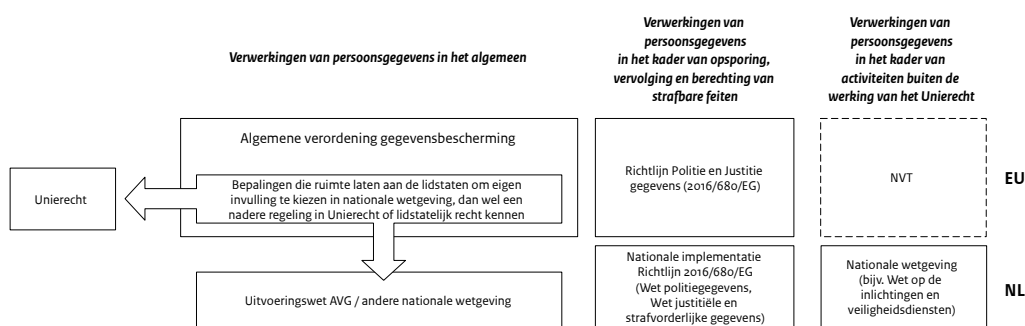 Verwerkingen van persoonsgegevens in het algemeen
Verwerkingen van
persoonsgegevens
in het kader van opsporing,
vervolging en berechting van
strafbare feiten
Verwerkingen van
persoonsgegevens
in het kader van
activiteiten buiten de
werking van het Unierecht
Unierecht
Algemene verordening gegevensbescherming
Bepalingen die ruimte laten aan de lidstaten om eigen
invulling te kiezen in nationale wetgeving, dan wel een
nadere regeling in Unierecht of lidstatelijk recht kennen
Richtlijn Politie en Justitie
gegevens (2016/680/EG)
NVT
EU
Uitvoeringswet AVG / andere nationale wetgeving
Nationale implementatie
Richtlijn 2016/680/EG
(Wet politiegegevens,
Wet justitiële en
strafvorderlijke gegevens)
Nationale wetgeving
(bijv. Wet op de
inlichtingen en
veiligheidsdiensten)
NL